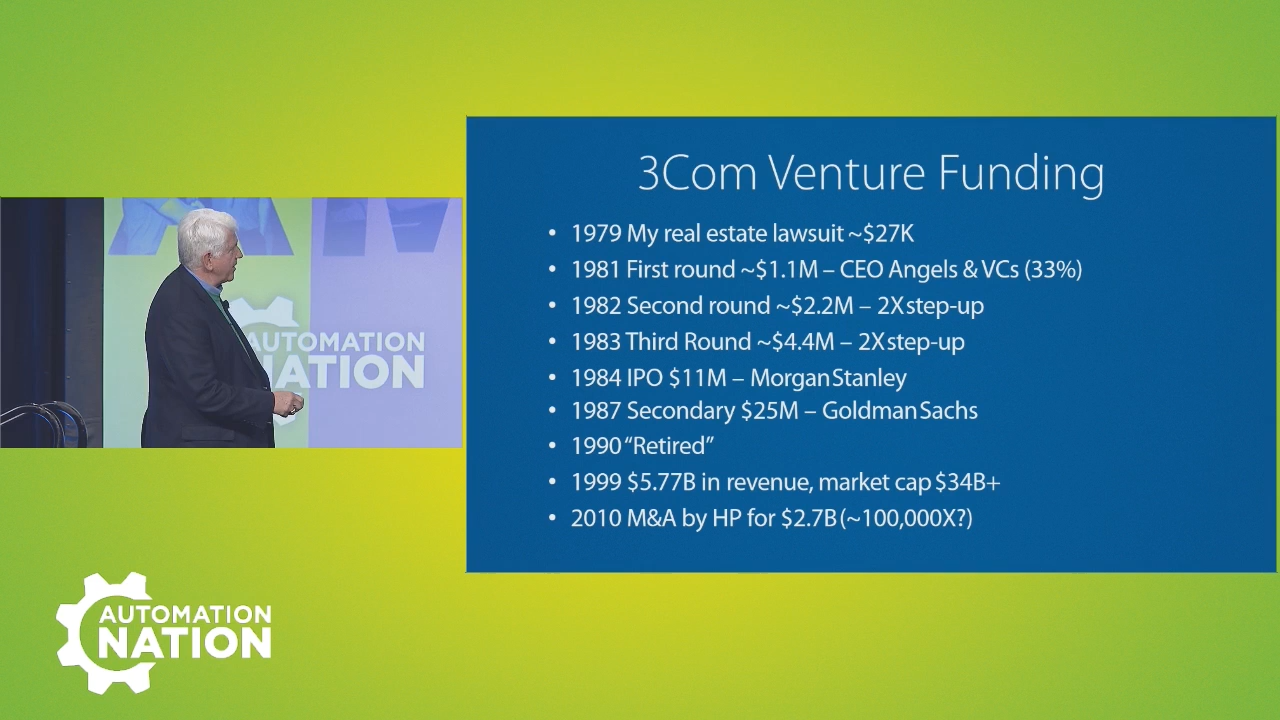 3Com Venture Funding
• 1979 My real estate lawsuit ~$27K
• 1981 First round ~$1.1M – CEO Angels & VCs (33%)
• 1982 Second round ~$2.2M – 2X step-up
• 1983 Third Round ~$4.4M – 2X step-up
• 1984 IPO $11M – Morgan Stanley
• 1987 Secondary $25M – Goldman Sachs
• 1990 “Retired”
• 1999 $5.77B in revenue, market cap $34B+
• 2010 M&A by HP for $2.7B (~100,000X?)
AUTOMATION
NATION
AUTOMATION
NATION